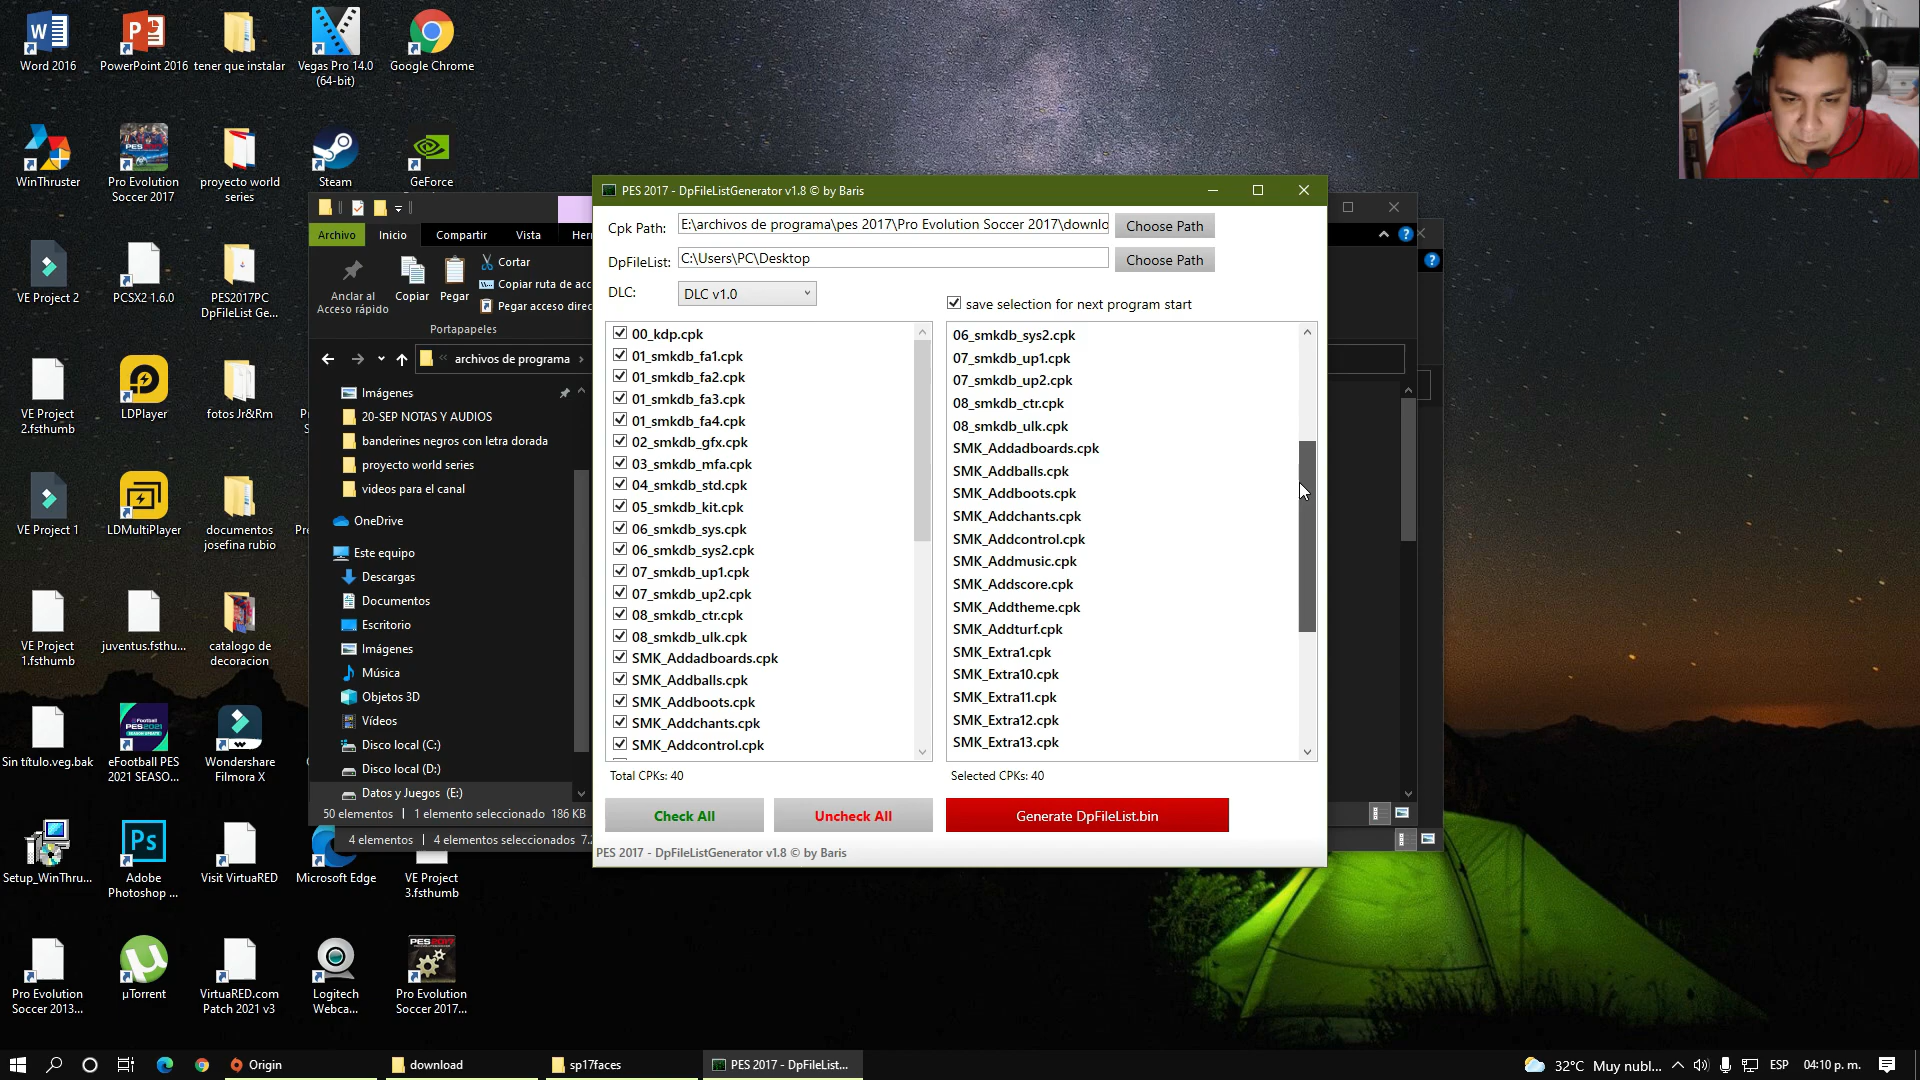 Word 2016
PowerPoint 2016
tener que instalar
Vegas Pro 14.0
(64-bit)
Google Chrome
WinThruster
Pro Evolution
Soccer 2017
proyecto world
series
Steam
GeForce
VE Project 2
PCSX2 1.6.0
PES2017PC
DpFileList Ge...
VE Project
2.fsthumb
LDPlayer
fotos Jr&Rm
VE Project 1
LDMultiPlayer
documentos
josefina rubio
VE Project
1.fsthumb
juventus.fsthu...
catalogo de
decoracion
Sin título.veg.bak
eFootball PES
2021 SEASO...
Wondershare
Filmora X
Setup_WinThru...
Adobe
Photoshop ...
Visit VirtuaRED
Microsoft Edge
VE Project
3.fsthumb
Pro Evolution
Soccer 2013...
µTorrent
VirtuaRED.com
Patch 2021 v3
Logitech
Webca...
Pro Evolution
Soccer 2017...
Archivo
Inicio
Compartir
Vista
Her
Anclar al
Acceso rápido
Copiar
Pegar
Cortar
Copiar ruta de acc
Pegar acceso direc
Portapapeles
archivos de programa
Imágenes
20-SEP NOTAS Y AUDIOS
banderines negros con letra dorada
proyecto world series
videos para el canal
OneDrive
Este equipo
Descargas
Documentos
Escritorio
Imágenes
Música
Objetos 3D
Vídeos
Disco local (C:)
Disco local (D:)
Datos y Juegos (E:)
50 elementos
1 elemento seleccionado 186 KB
4 elementos
4 elementos seleccionados 7.
PES 2017 - DpFileListGenerator v1.8 © by Baris
Cpk Path:
E:\archivos de programa\pes 2017\Pro Evolution Soccer 2017\downlo
Choose Path
DpFileList:
C:\Users\PC\Desktop
Choose Path
DLC:
DLC v1.0
save selection for next program start
00_kdp.cpk
01_smkdb_fa1.cpk
01_smkdb_fa2.cpk
01_smkdb_fa3.cpk
01_smkdb_fa4.cpk
02_smkdb_gfx.cpk
03_smkdb_mfa.cpk
04_smkdb_std.cpk
05_smkdb_kit.cpk
06_smkdb_sys.cpk
06_smkdb_sys2.cpk
07_smkdb_up1.cpk
07_smkdb_up2.cpk
08_smkdb_ctr.cpk
08_smkdb_ulk.cpk
SMK_Addadboards.cpk
SMK_Addballs.cpk
SMK_Addboots.cpk
SMK_Addchants.cpk
SMK_Addcontrol.cpk
06_smkdb_sys2.cpk
07_smkdb_up1.cpk
07_smkdb_up2.cpk
08_smkdb_ctr.cpk
08_smkdb_ulk.cpk
SMK_Addadboards.cpk
SMK_Addballs.cpk
SMK_Addboots.cpk
SMK_Addchants.cpk
SMK_Addcontrol.cpk
SMK_Addmusic.cpk
SMK_Addscore.cpk
SMK_Addtheme.cpk
SMK_Addturf.cpk
SMK_Extra1.cpk
SMK_Extra10.cpk
SMK_Extra11.cpk
SMK_Extra12.cpk
SMK_Extra13.cpk
Total CPKs: 40
Selected CPKs: 40
Check All
Uncheck All
Generate DpFileList.bin
PES 2017 - DpFileListGenerator v1.8 © by Baris
Origin
download
sp17faces
PES 2017 - DpFileList...
32°C Muy nubl...
ESP
04:10 p. m.